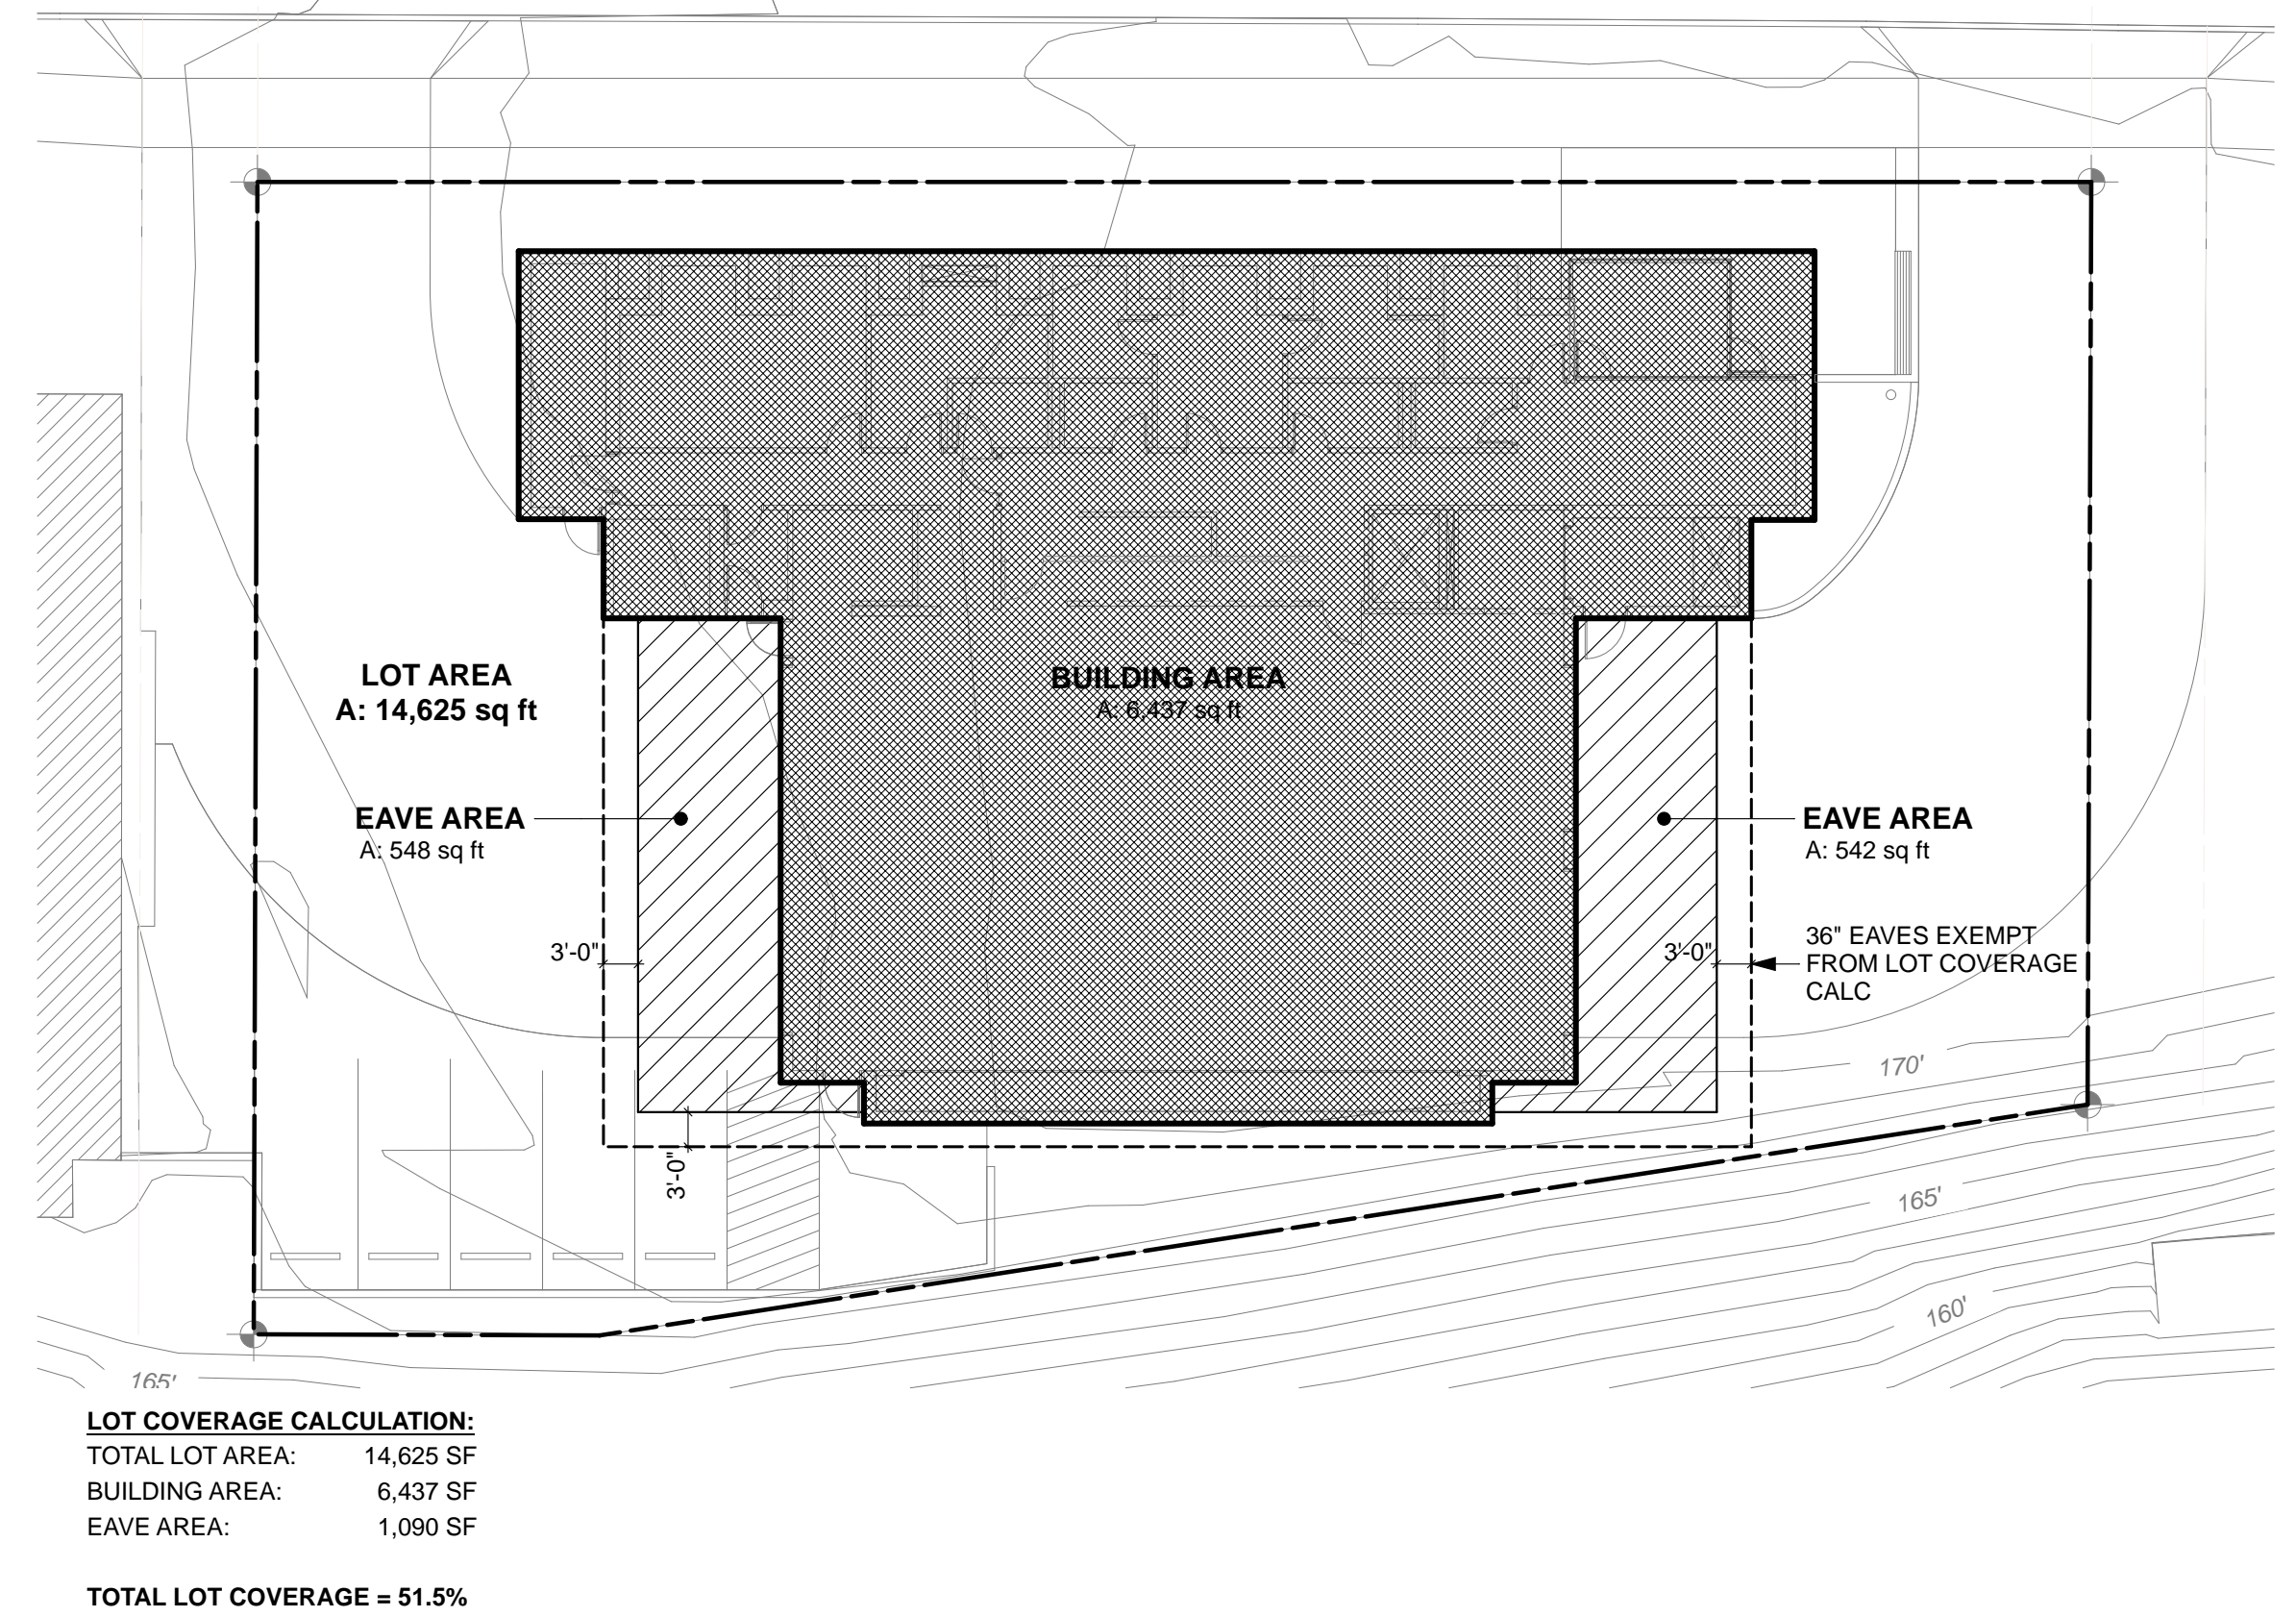 LOT AREA
A: 14,625 sq ft
BUILDING AREA
A: 6,437 sq ft
EAVE AREA
A: 548 sq ft
EAVE AREA
A: 542 sq ft
3'-0"
3'-0"
36" EAVES EXEMPT
FROM LOT COVERAGE
CALC
170'
3'-0"
165'
160'
165'
LOT COVERAGE CALCULATION:
TOTAL LOT AREA: 14,625 SF
BUILDING AREA: 6,437 SF
EAVE AREA: 1,090 SF
TOTAL LOT COVERAGE = 51.5%